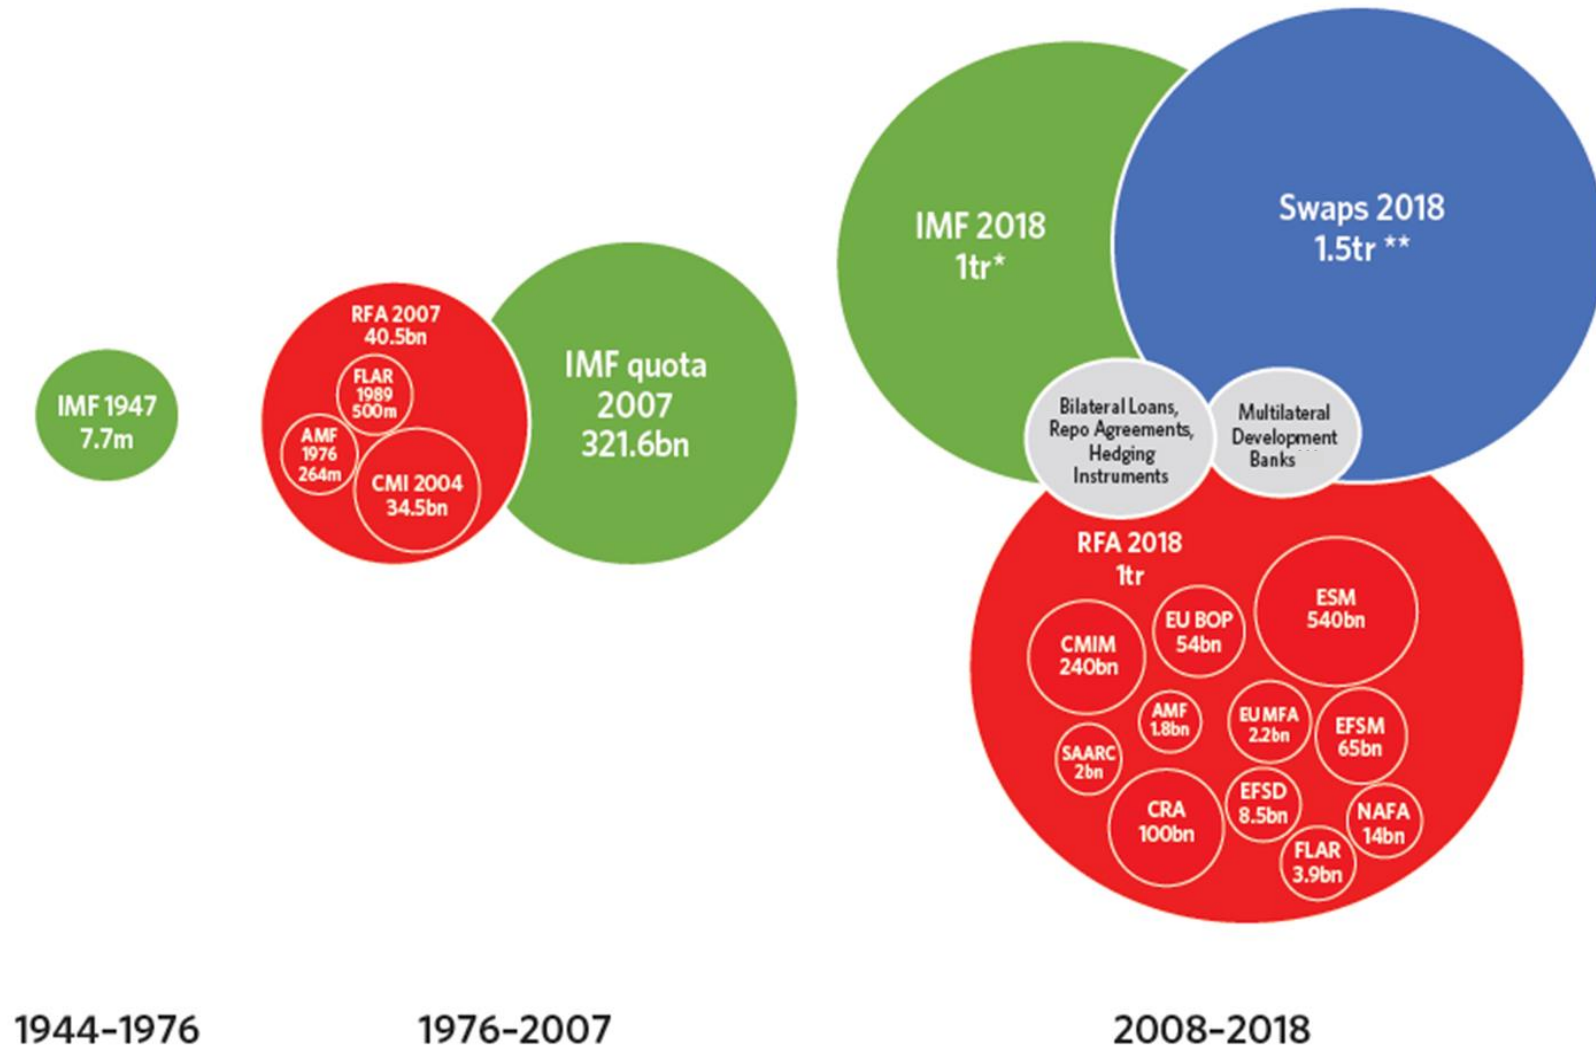 IMF 1947
7.7m
RFA 2007
40.5bn
FLAR
1989
500m
AMF
1976
264m
CMI 2004
34.5bn
IMF quota
2007
321.6bn
IMF 2018
1tr*
Swaps 2018
1.5tr **
Bilateral Loans,
Repo Agreements,
Hedging
Instruments
Multilateral
Development
Banks
RFA 2018
1tr
ESM
540bn
EU BOP
54bn
CMIM
240bn
AMF
1.8bn
EU MFA
2.2bn
EFSM
65bn
SAARC
2bn
CRA
100bn
EFSD
8.5bn
NAFA
14bn
FLAR
3.9bn
1944–1976
1976–2007
2008–2018